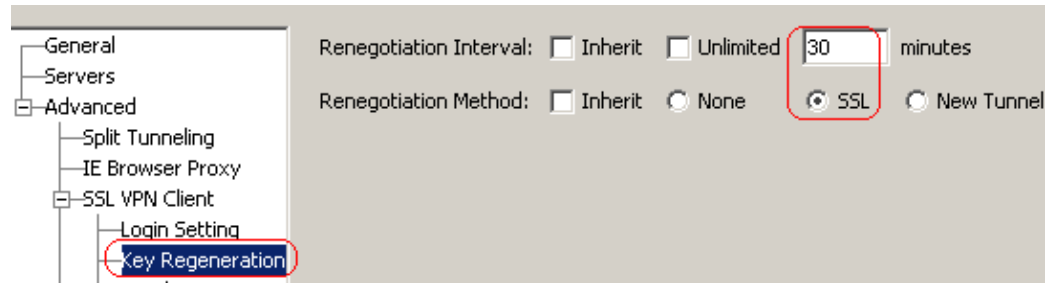 General
Servers
Advanced
Split Tunneling
IE Browser Proxy
SSL VPN Client
Login Setting
Key Regeneration
Renegotiation Interval: Inherit Unlimited 30 minutes
Renegotiation Method: Inherit None SSL New Tunnel